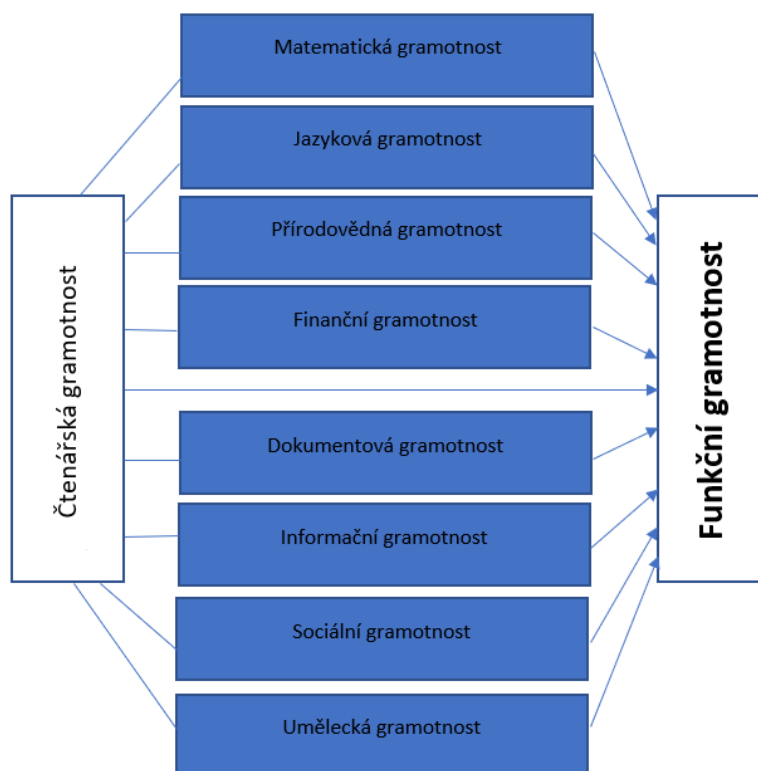 Matematická gramotnost
Jazyková gramotnost
Přírodovědná gramotnost
Finanční gramotnost
Čtenářská gramotnost
Funkční gramotnost
Dokumentová gramotnost
Informační gramotnost
Sociální gramotnost
Umělecká gramotnost